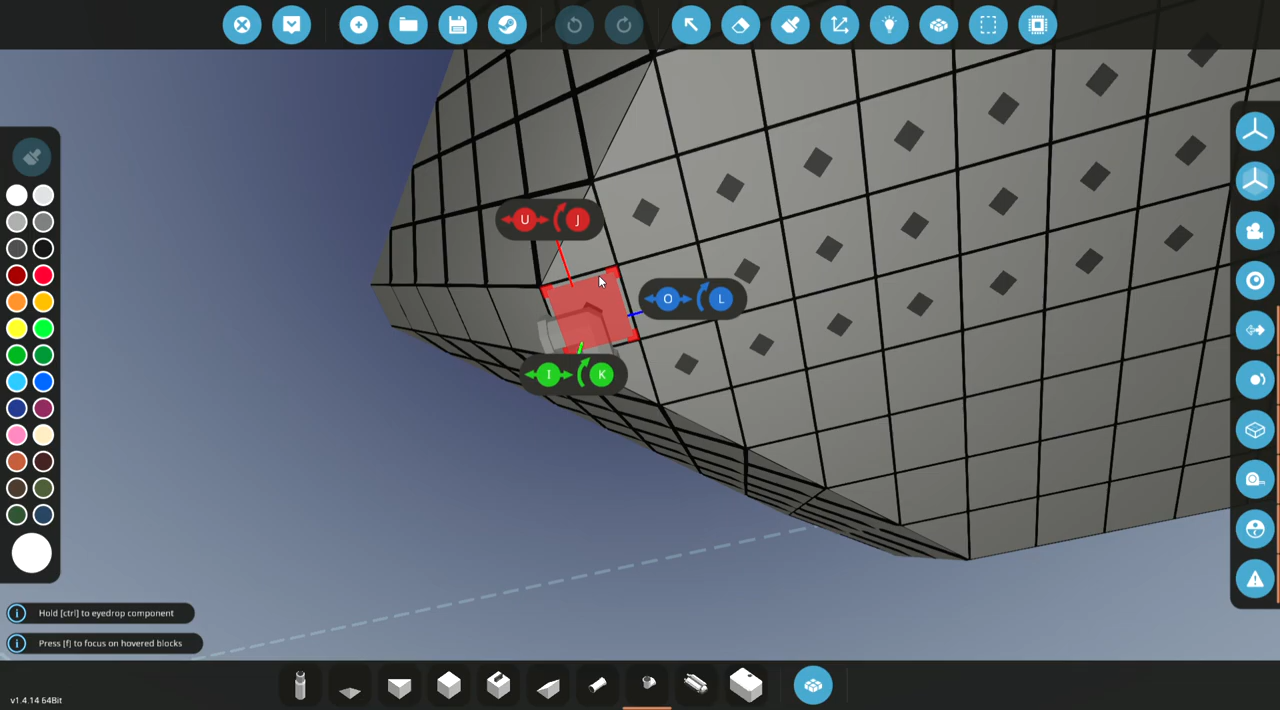 U J
O L
I K
Hold [ctrl] to eyedrop component
Press [f] to focus on hovered blocks
v1.4.14 64Bit